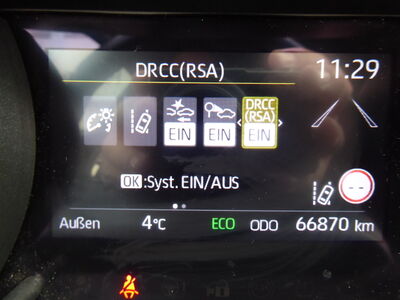 DRCC(RSA) 11:29
EIN EIN DRCC (RSA) EIN
OK:Syst. EIN/AUS
Außen 4°C ECO ODO 66870 km